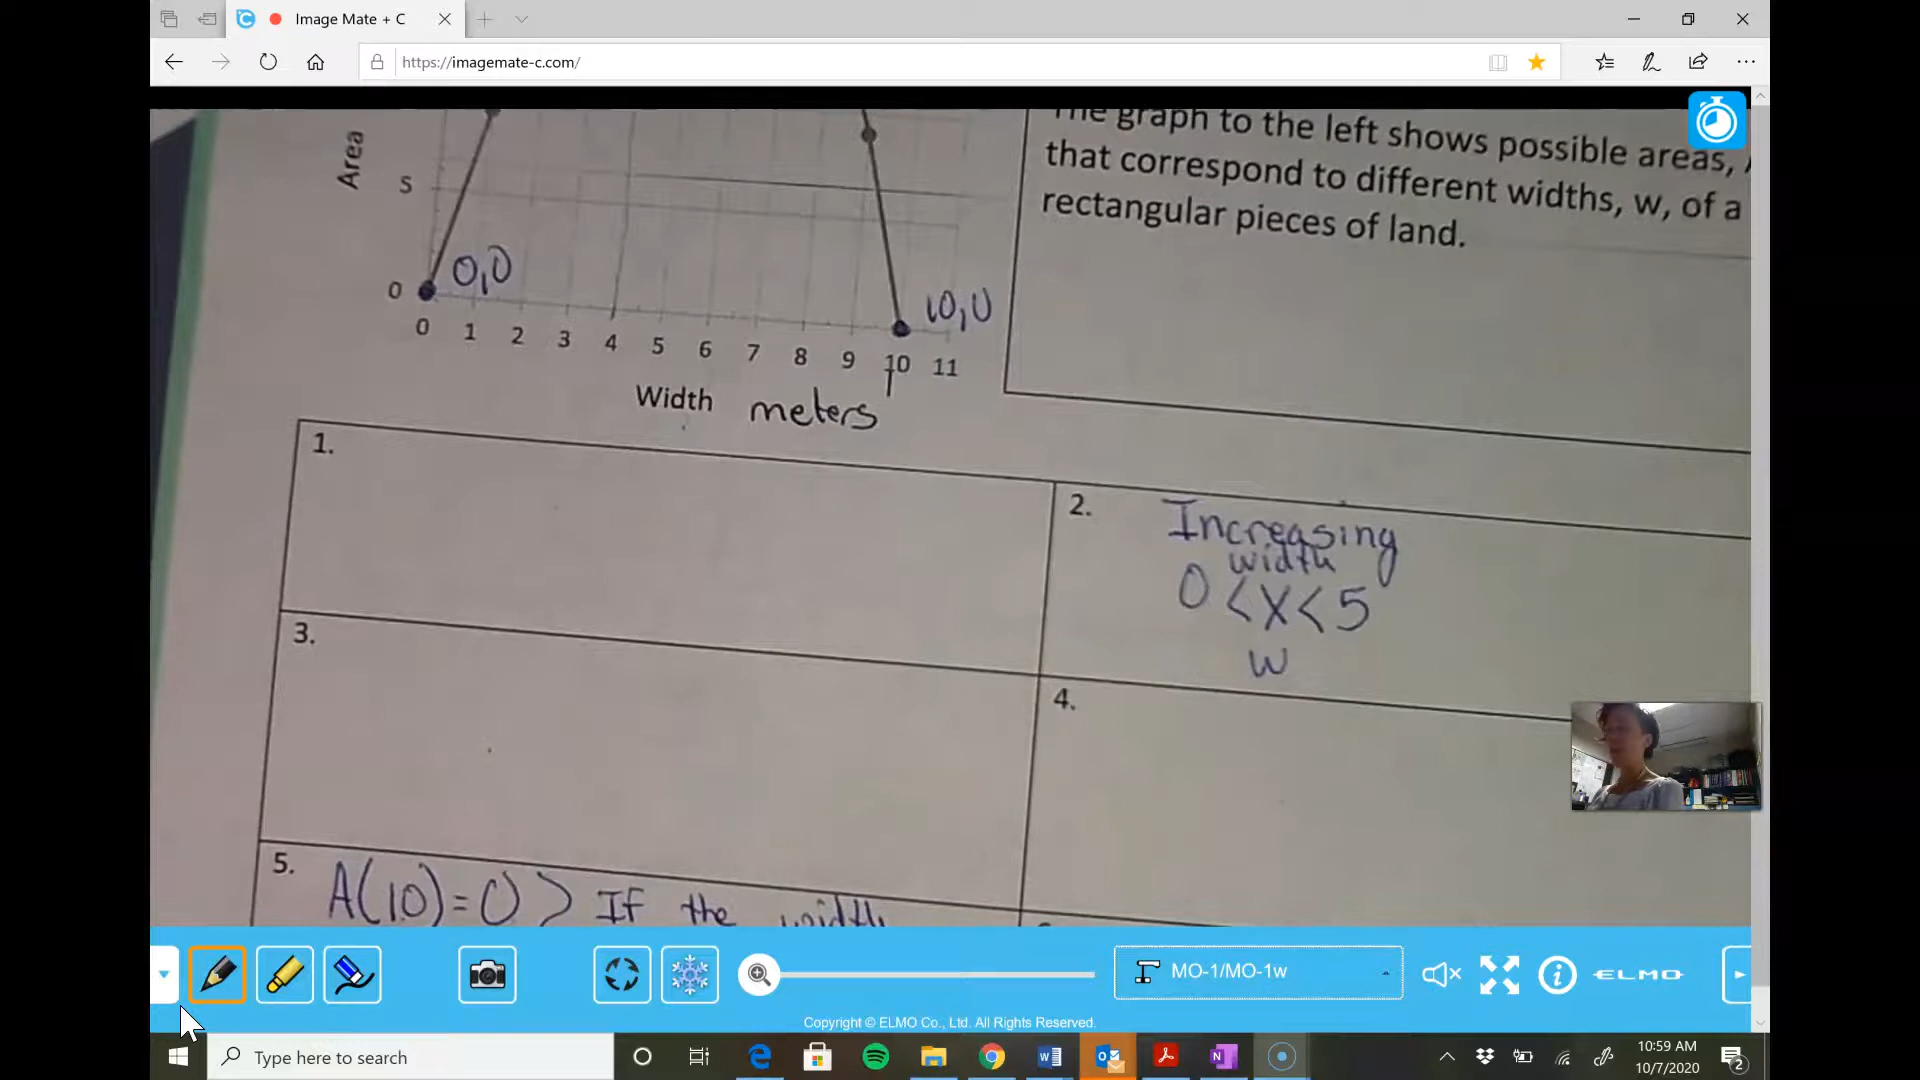 Image Mate + C
https://imagemate-c.com/
The graph to the left shows possible areas,
that correspond to different widths, w, of a
rectangular pieces of land.
Area
5
0
0,0
10,0
0 1 2 3 4 5 6 7 8 9 10 11
Width meters
1.
2. Increasing
width
0 < x < 5
w
3.
4.
5. A(10)=0 > If the width
MO-1/MO-1w
ELMO
Copyright © ELMO Co., Ltd. All Rights Reserved.
Type here to search
10:59 AM
10/7/2020
2